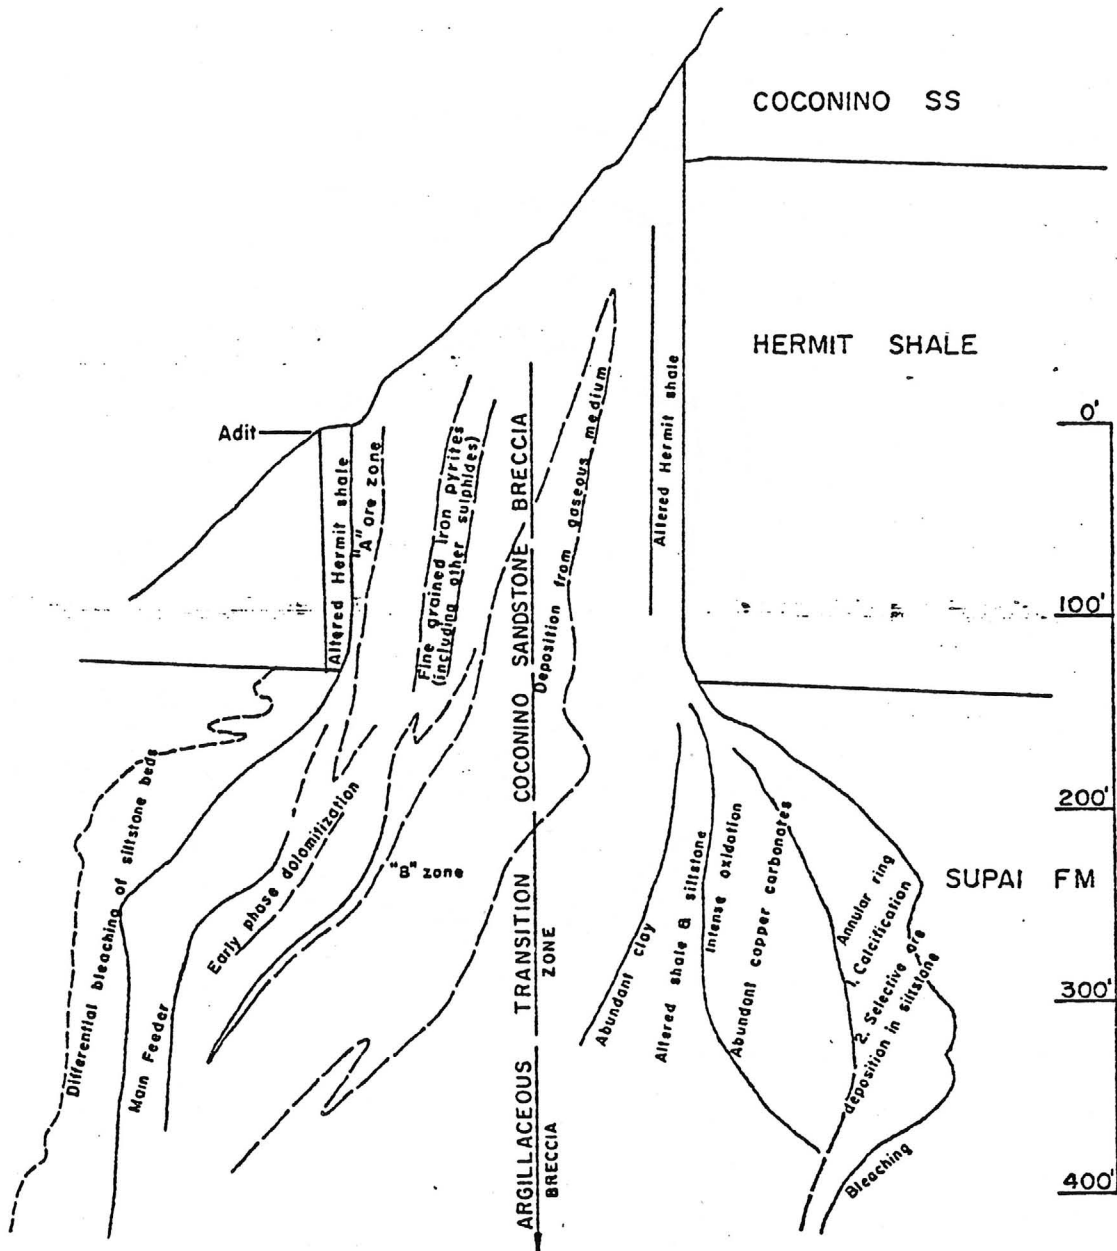 COCONINO SS
HERMIT SHALE
0'
Adit
Altered Hermit shale
"A" ore zone
Fine grained iron pyrites
(including other sulphides)
COCONINO SANDSTONE BRECCIA
Deposition from gaseous medium
Altered Hermit shale
100'
200'
SUPAI FM
300'
400'
Differential bleaching of siltstone beds
Main Feeder
Early phase dolomitization
"B" zone
TRANSITION
ZONE
ARGILLACEOUS
BRECCIA
Abundant clay
Altered shale & siltstone
Intense oxidation
Abundant copper carbonates
Annular ring
1. Calcification
2. Selective ore
deposition in siltstone
Bleaching